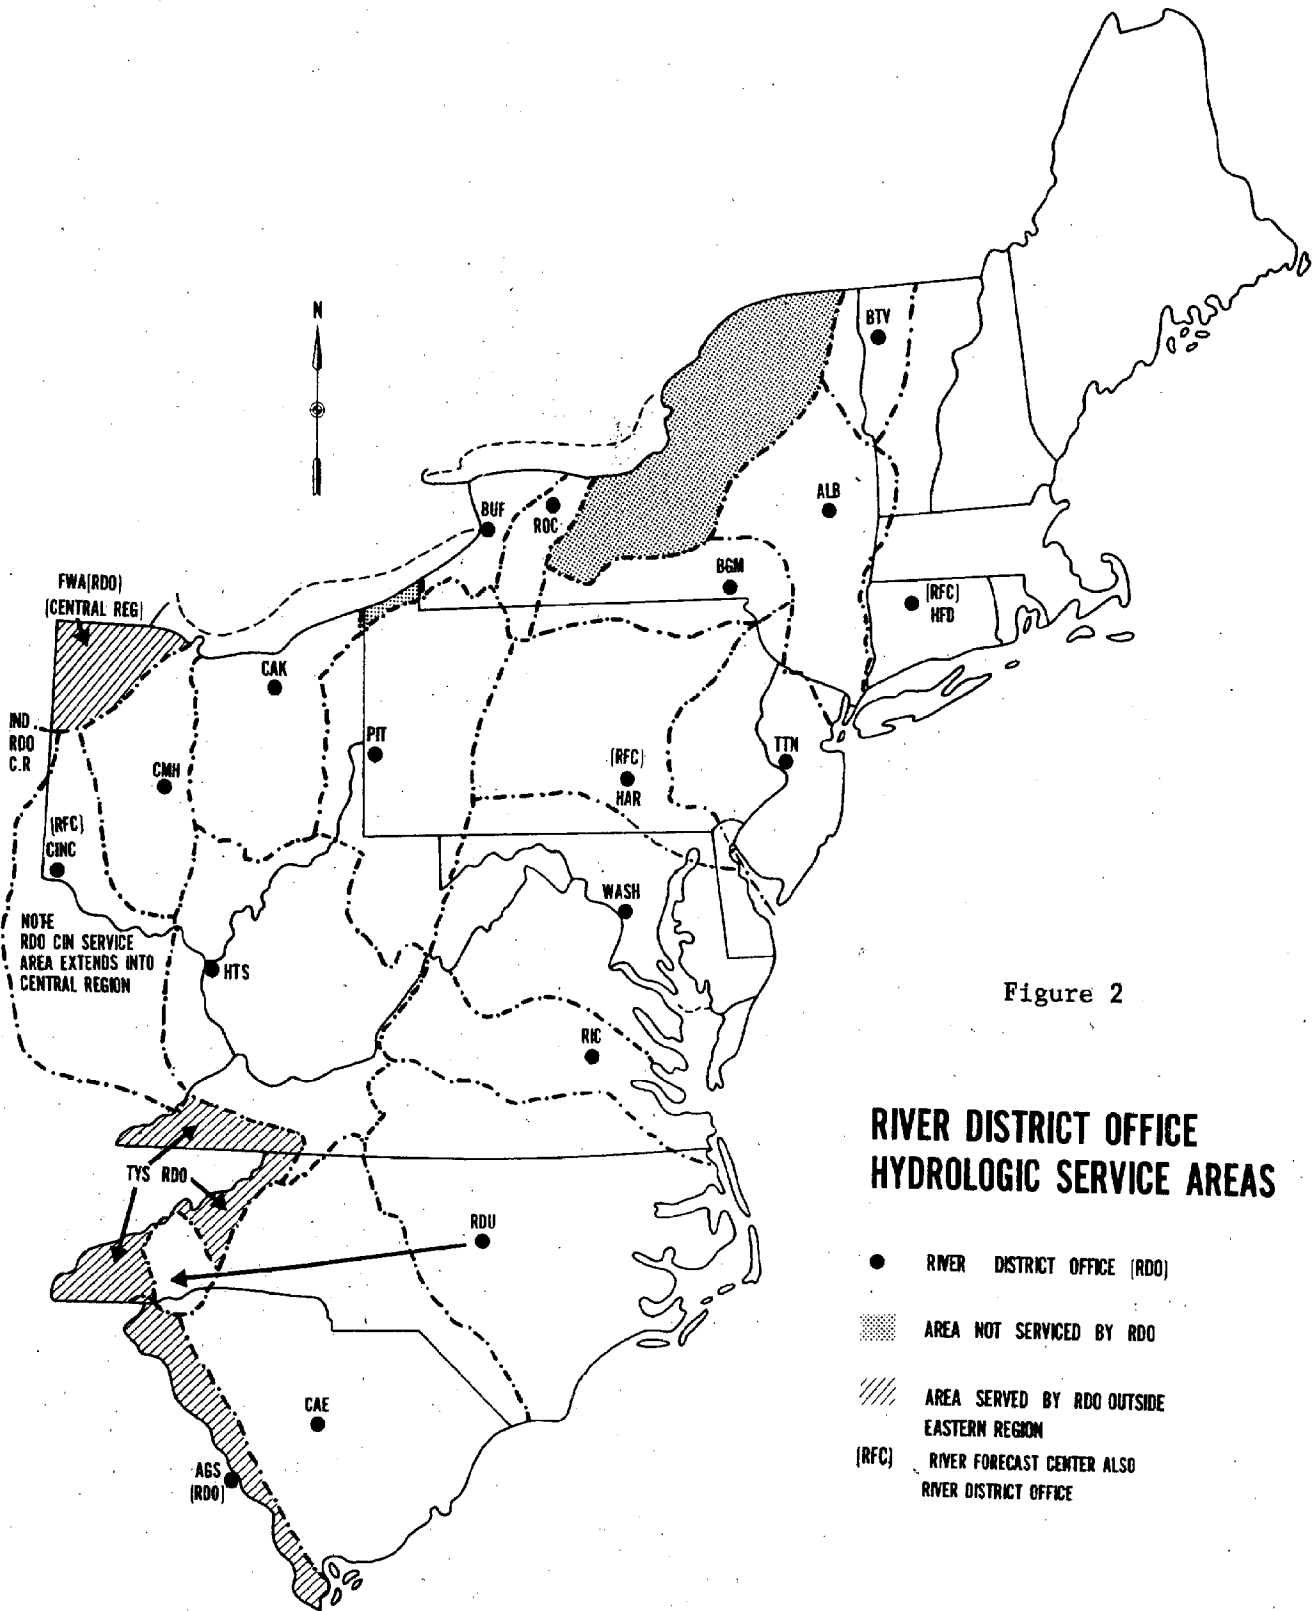 N
BTV
ALB
BUF
ROC
BGM
(RFC)
HFD
FWA(RDO)
(CENTRAL REG)
CAK
IND
RDO
C.R
PIT
CMH
(RFC)
HAR
TTN
(RFC)
CINC
WASH
NOTE
RDO CIN SERVICE
AREA EXTENDS INTO
CENTRAL REGION
HTS
RIC
Figure 2
RIVER DISTRICT OFFICE
HYDROLOGIC SERVICE AREAS
TYS RDO
RDU
RIVER DISTRICT OFFICE (RDO)
AREA NOT SERVICED BY RDO
AREA SERVED BY RDO OUTSIDE
EASTERN REGION
(RFC) RIVER FORECAST CENTER ALSO
RIVER DISTRICT OFFICE
CAE
AGS
(RDO)